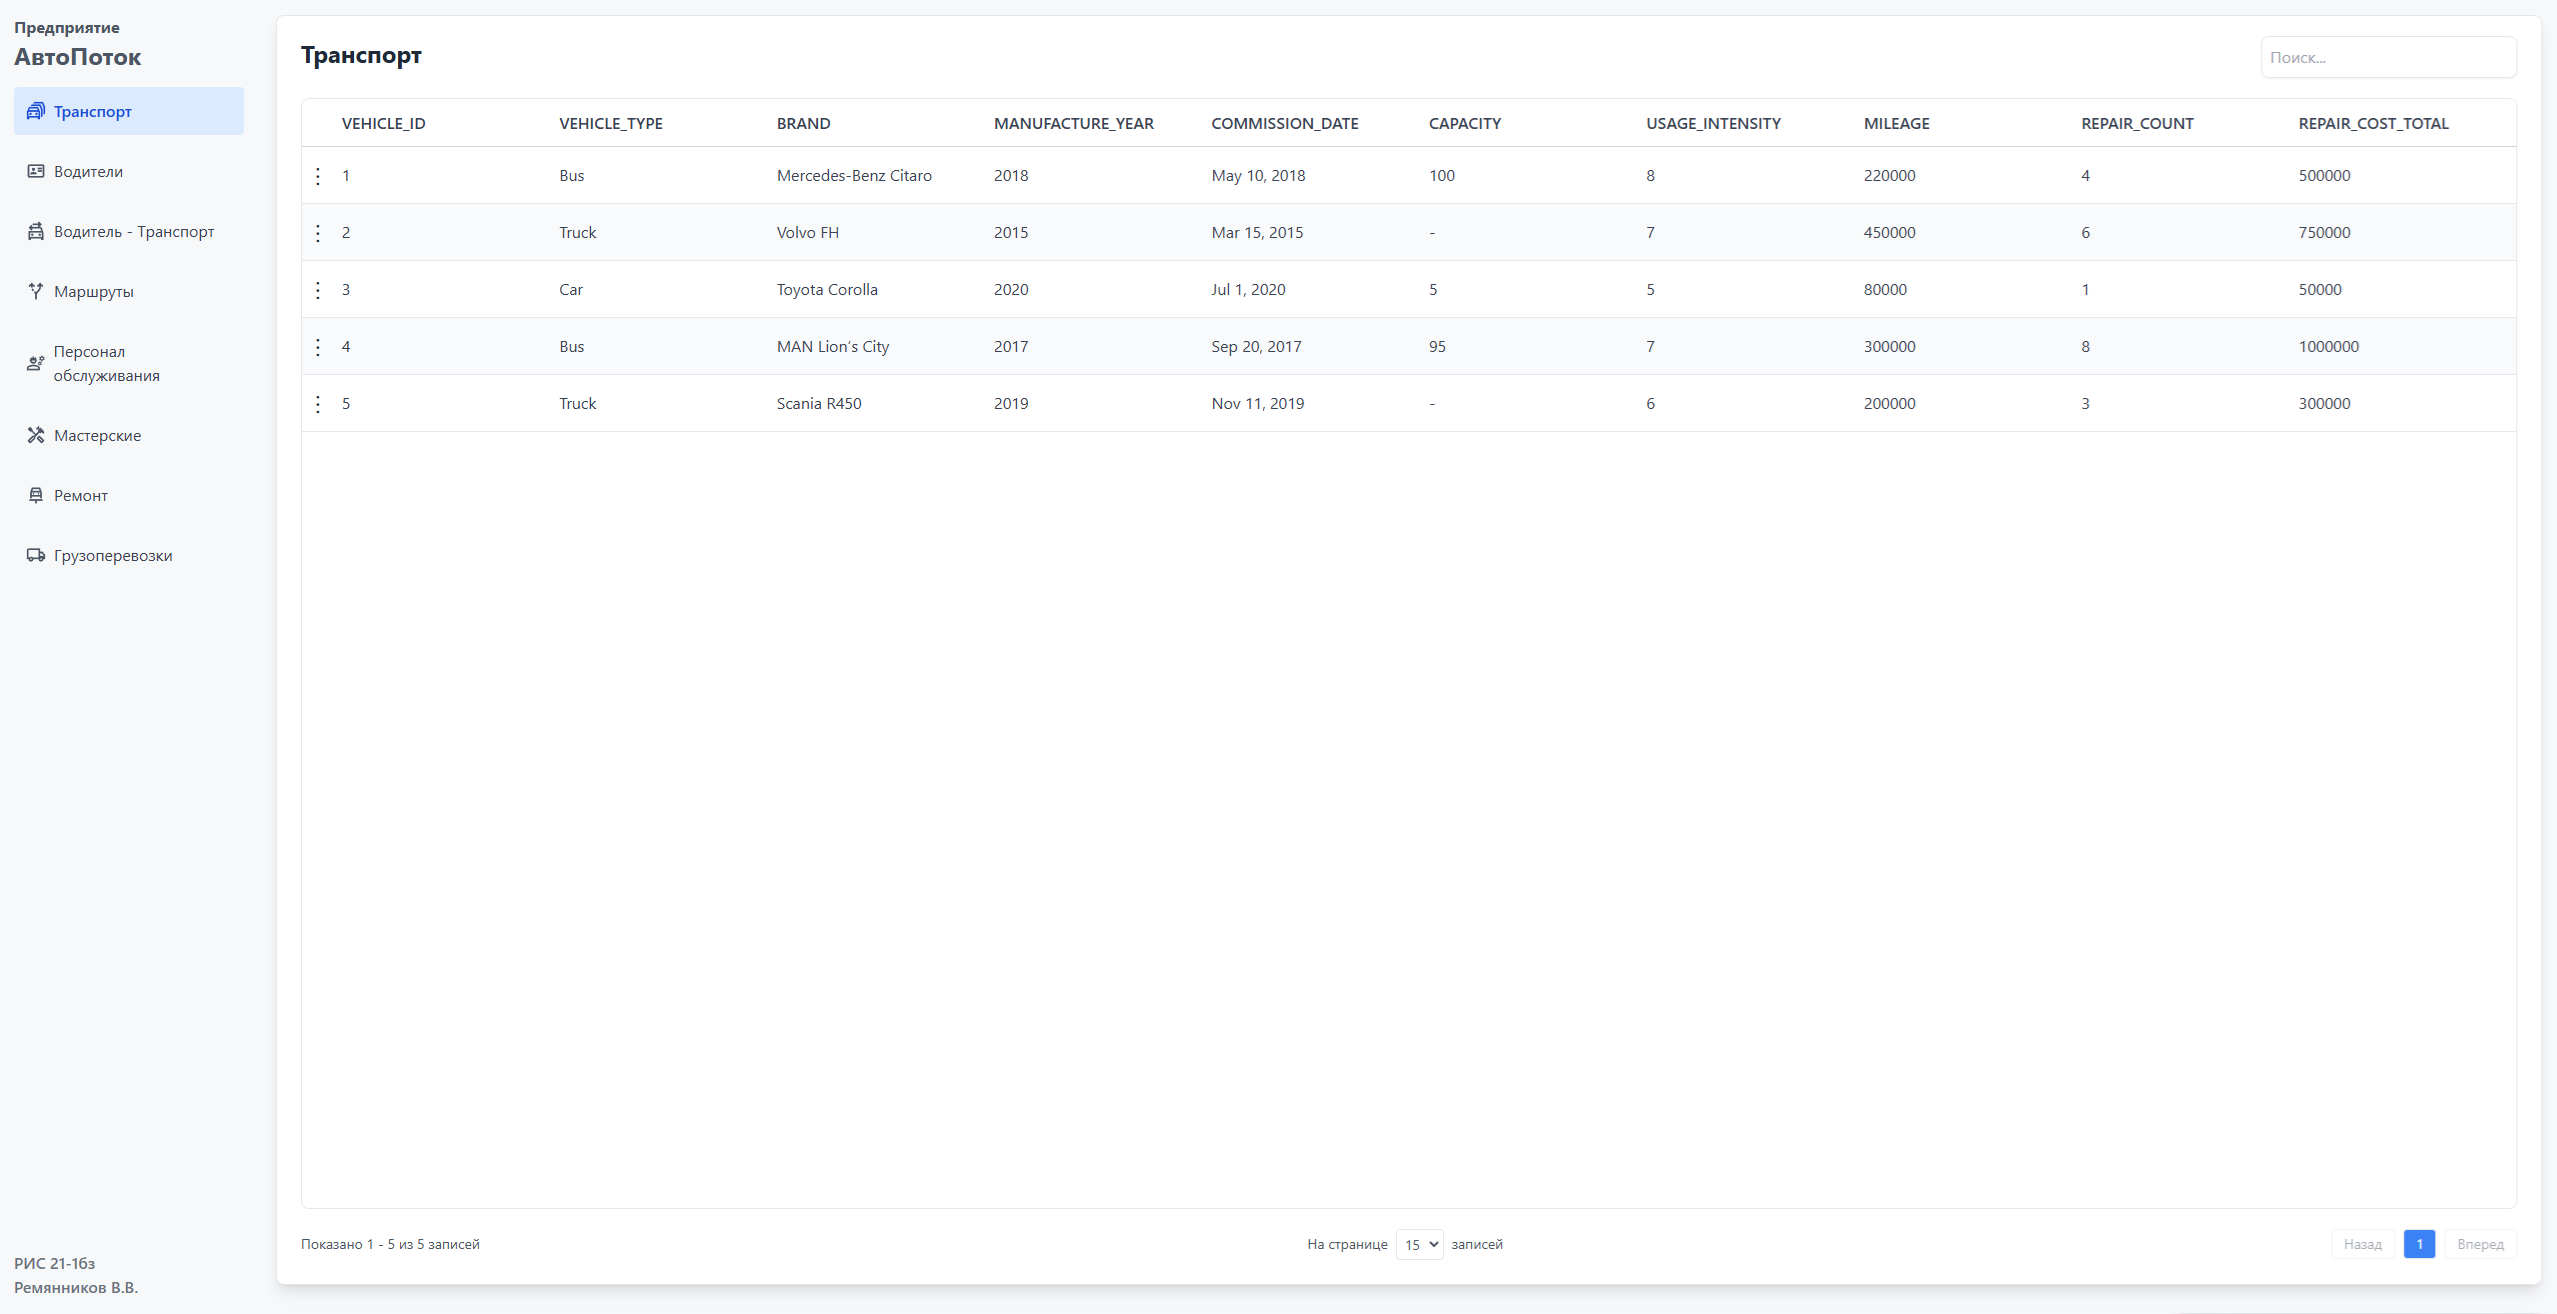 Предприятие
АвтоПоток
Транспорт
Водители
Водитель - Транспорт
Маршруты
Персонал
обслуживания
Мастерские
Ремонт
Грузоперевозки
РИС 21-1бз
Ремянников В.В.
Транспорт
Поиск...
VEHICLE_ID VEHICLE_TYPE BRAND MANUFACTURE_YEAR COMMISSION_DATE CAPACITY USAGE_INTENSITY MILEAGE REPAIR_COUNT REPAIR_COST_TOTAL
1 Bus Mercedes-Benz Citaro 2018 May 10, 2018 100 8 220000 4 500000
2 Truck Volvo FH 2015 Mar 15, 2015 - 7 450000 6 750000
3 Car Toyota Corolla 2020 Jul 1, 2020 5 5 80000 1 50000
4 Bus MAN Lion’s City 2017 Sep 20, 2017 95 7 300000 8 1000000
5 Truck Scania R450 2019 Nov 11, 2019 - 6 200000 3 300000
Показано 1 - 5 из 5 записей
На странице 15 записей
Назад 1 Вперед